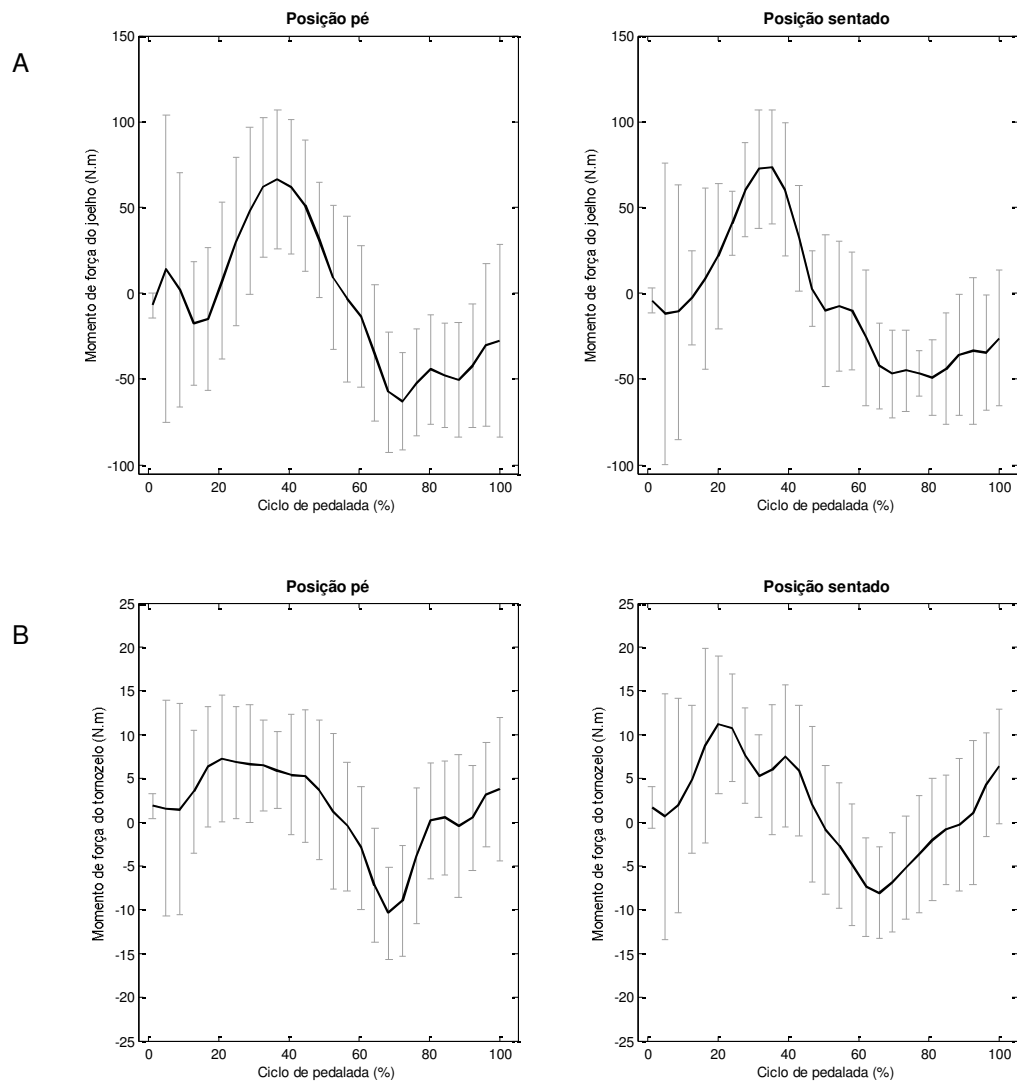 A
Posição pé
Posição sentado
150
100
50
0
-50
-100
Momento de força do joelho (N.m)
0 20 40 60 80 100
Ciclo de pedalada (%)
150
100
50
0
-50
-100
Momento de força do joelho (N.m)
0 20 40 60 80 100
Ciclo de pedalada (%)
B
Posição pé
Posição sentado
25
20
15
10
5
0
-5
-10
-15
-20
-25
Momento de força do tornozelo (N.m)
0 20 40 60 80 100
Ciclo de pedalada (%)
25
20
15
10
5
0
-5
-10
-15
-20
-25
Momento de força do tornozelo (N.m)
0 20 40 60 80 100
Ciclo de pedalada (%)